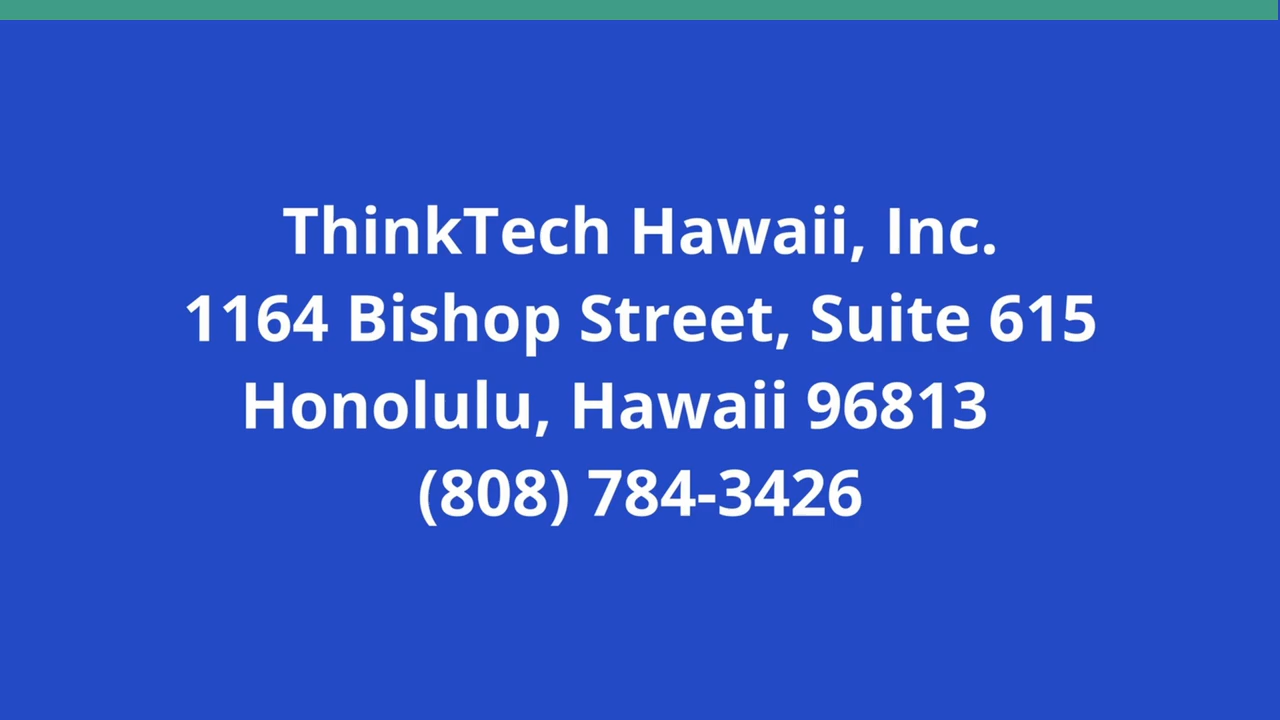 ThinkTech Hawaii, Inc.
1164 Bishop Street, Suite 615
Honolulu, Hawaii 96813
(808) 784-3426